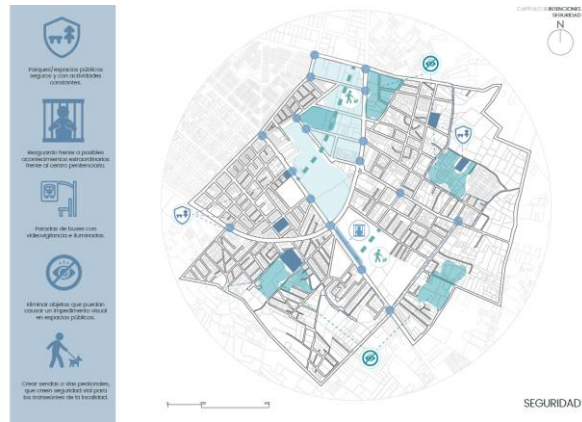 CAPÍTULO III INTENCIONES
SEGURIDAD
N
Parques/espacios públicos
seguros y con actividades
constantes.
Resguardo frente a posibles
acontecimientos extraordinarios
frente al centro penitenciario.
Paradas de buses con
videovigilancia e iluminadas.
Eliminar objetos que puedan
causar un impedimento visual
en espacios públicos.
Crear sendas o vías peatonales,
que creen seguridad vial para
los transeúntes de la localidad.
SEGURIDAD